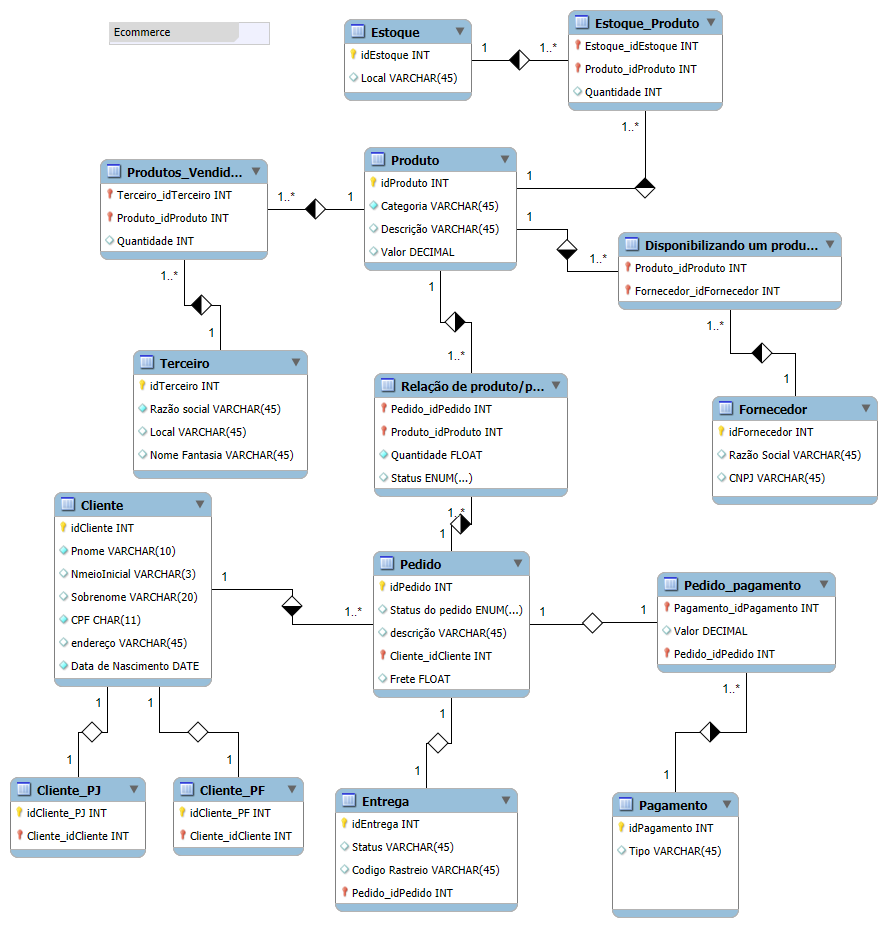 Ecommerce
Estoque
idEstoque INT
Local VARCHAR(45)
1
1..*
Estoque_Produto
Estoque_idEstoque INT
Produto_idProduto INT
Quantidade INT
1..*
Produtos_Vendid...
Terceiro_idTerceiro INT
Produto_idProduto INT
Quantidade INT
1..*
1
Produto
idProduto INT
Categoria VARCHAR(45)
Descrição VARCHAR(45)
Valor DECIMAL
1
1
1..*
Disponibilizando um produ...
Produto_idProduto INT
Fornecedor_idFornecedor INT
1..*
1
1..*
1
1..*
1
Terceiro
idTerceiro INT
Razão social VARCHAR(45)
Local VARCHAR(45)
Nome Fantasia VARCHAR(45)
Relação de produto/p...
Pedido_idPedido INT
Produto_idProduto INT
Quantidade FLOAT
Status ENUM(...)
1..*
1
Fornecedor
idFornecedor INT
Razão Social VARCHAR(45)
CNPJ VARCHAR(45)
Cliente
idCliente INT
Pnome VARCHAR(10)
NmeioInicial VARCHAR(3)
Sobrenome VARCHAR(20)
CPF CHAR(11)
endereço VARCHAR(45)
Data de Nascimento DATE
1
1..*
Pedido
idPedido INT
Status do pedido ENUM(...)
descrição VARCHAR(45)
Cliente_idCliente INT
Frete FLOAT
1
1
Pedido_pagamento
Pagamento_idPagamento INT
Valor DECIMAL
Pedido_idPedido INT
1
1
1
1
1
1
1..*
1
Cliente_PJ
idCliente_PJ INT
Cliente_idCliente INT
Cliente_PF
idCliente_PF INT
Cliente_idCliente INT
Entrega
idEntrega INT
Status VARCHAR(45)
Codigo Rastreio VARCHAR(45)
Pedido_idPedido INT
Pagamento
idPagamento INT
Tipo VARCHAR(45)